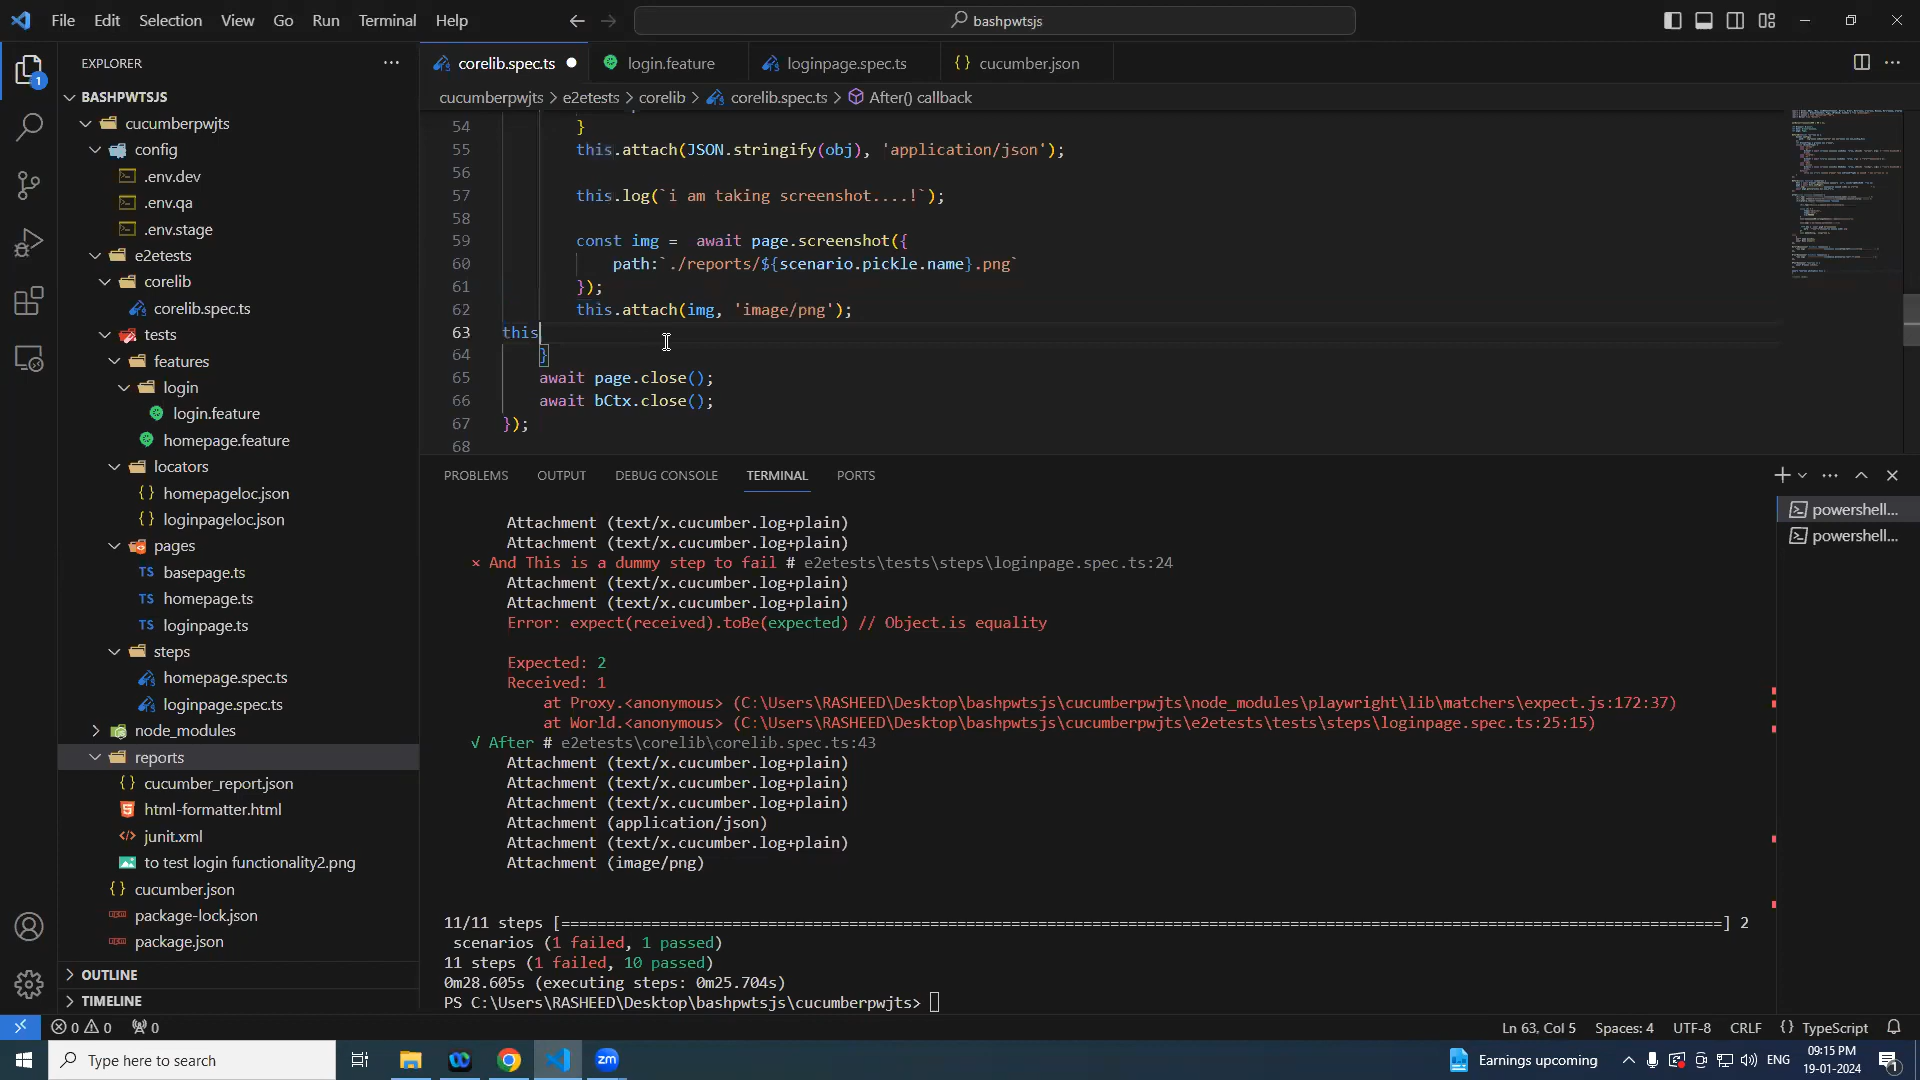 File Edit Selection View Go Run Terminal Help
bashpwtsjs
EXPLORER
1
BASHPWTSJS
cucumberpwjts
config
.env.dev
.env.qa
.env.stage
e2etests
corelib
corelib.spec.ts
tests
features
login
login.feature
homepage.feature
locators
homepageloc.json
loginpageloc.json
pages
basepage.ts
homepage.ts
loginpage.ts
steps
homepage.spec.ts
loginpage.spec.ts
node_modules
reports
cucumber_report.json
html-formatter.html
junit.xml
to test login functionality2.png
cucumber.json
package-lock.json
package.json
OUTLINE
TIMELINE
corelib.spec.ts login.feature loginpage.spec.ts cucumber.json
cucumberpwjts > e2etests > corelib > corelib.spec.ts > After() callback
54 }
55 this.attach(JSON.stringify(obj), 'application/json');
56
57 this.log(`i am taking screenshot....!`);
58
59 const img =  await page.screenshot({
60 path:`./reports/${scenario.pickle.name}.png`
61 });
62 this.attach(img, 'image/png');
63 this
64 }
65 await page.close();
66 await bCtx.close();
67 });
68
PROBLEMS OUTPUT DEBUG CONSOLE TERMINAL PORTS
powershell...
powershell...
Attachment (text/x.cucumber.log+plain)
Attachment (text/x.cucumber.log+plain)
× And This is a dummy step to fail # e2etests\tests\steps\loginpage.spec.ts:24
Attachment (text/x.cucumber.log+plain)
Attachment (text/x.cucumber.log+plain)
Error: expect(received).toBe(expected) // Object.is equality
Expected: 2
Received: 1
at Proxy.<anonymous> (C:\Users\RASHEED\Desktop\bashpwtsjs\cucumberpwjts\node_modules\playwright\lib\matchers\expect.js:172:37)
at World.<anonymous> (C:\Users\RASHEED\Desktop\bashpwtsjs\cucumberpwjts\e2etests\tests\steps\loginpage.spec.ts:25:15)
√ After # e2etests\corelib\corelib.spec.ts:43
Attachment (text/x.cucumber.log+plain)
Attachment (text/x.cucumber.log+plain)
Attachment (text/x.cucumber.log+plain)
Attachment (application/json)
Attachment (text/x.cucumber.log+plain)
Attachment (image/png)
11/11 steps [=============================================================================================================================] 2
scenarios (1 failed, 1 passed)
11 steps (1 failed, 10 passed)
0m28.605s (executing steps: 0m25.704s)
PS C:\Users\RASHEED\Desktop\bashpwtsjs\cucumberpwjts>
0 0 0 Ln 63, Col 5 Spaces: 4 UTF-8 CRLF {} TypeScript
Type here to search
zm
Earnings upcoming
ENG
09:15 PM
19-01-2024
1